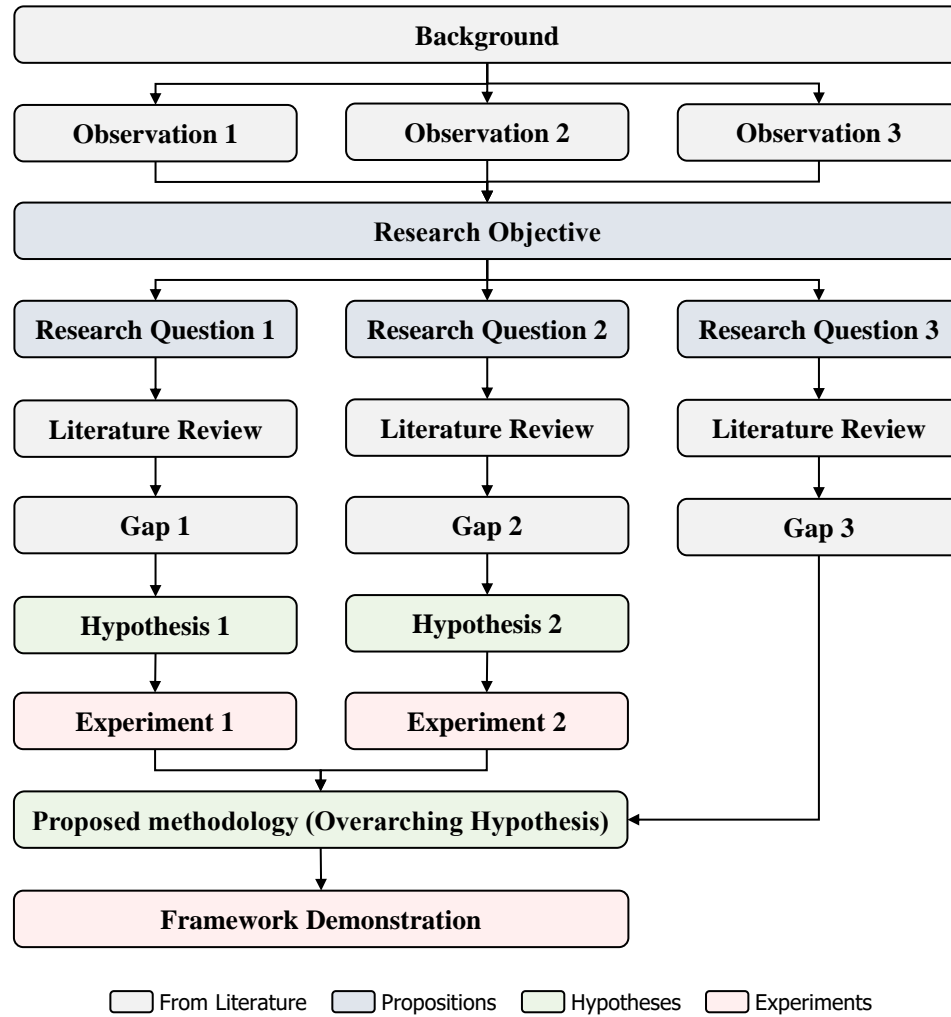 Background
Observation 1
Observation 2
Observation 3
Research Objective
Research Question 1
Research Question 2
Research Question 3
Literature Review
Literature Review
Literature Review
Gap 1
Gap 2
Gap 3
Hypothesis 1
Hypothesis 2
Experiment 1
Experiment 2
Proposed methodology (Overarching Hypothesis)
Framework Demonstration
From Literature
Propositions
Hypotheses
Experiments